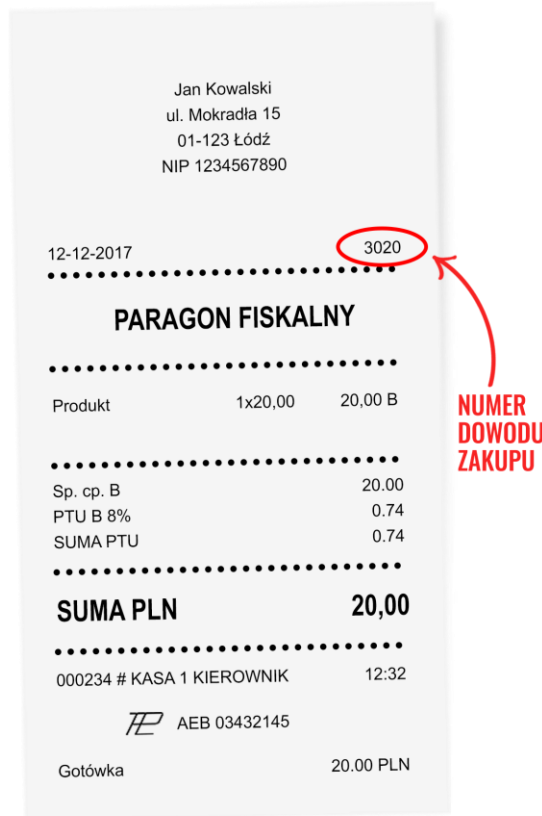 Jan Kowalski
ul. Mokradła 15
01-123 Łódź
NIP 1234567890
12-12-2017 3020
PARAGON FISKALNY
Produkt 1x20,00 20,00 B
Sp. cp. B 20.00
PTU B 8% 0.74
SUMA PTU 0.74
SUMA PLN 20,00
000234 # KASA 1 KIEROWNIK 12:32
AEB 03432145
Gotówka 20.00 PLN
NUMER
DOWODU
ZAKUPU